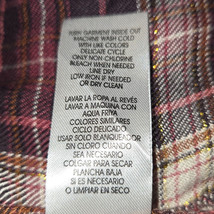 TURN GARMENT INSIDE OUT
MACHINE WASH COLD
WITH LIKE COLORS
DELICATE CYCLE
ONLY NON-CHLORINE
BLEACH WHEN NEEDED
LINE DRY
LOW IRON IF NEEDED
OR DRY CLEAN
LAVAR LA ROPA AL REVÉS
LAVAR A MAQUINA CON
AQUA FRIYA
COLORES SIMILARES
CICLO DELICADO
USAR SOLO BLANQUEADOR
SIN CLORO CUANDO
SEA NECESARIO
COLGAR PARA SECAR
PLANCHA BAJA
SI ES NECESARIO
O LIMPIAR EN SECO